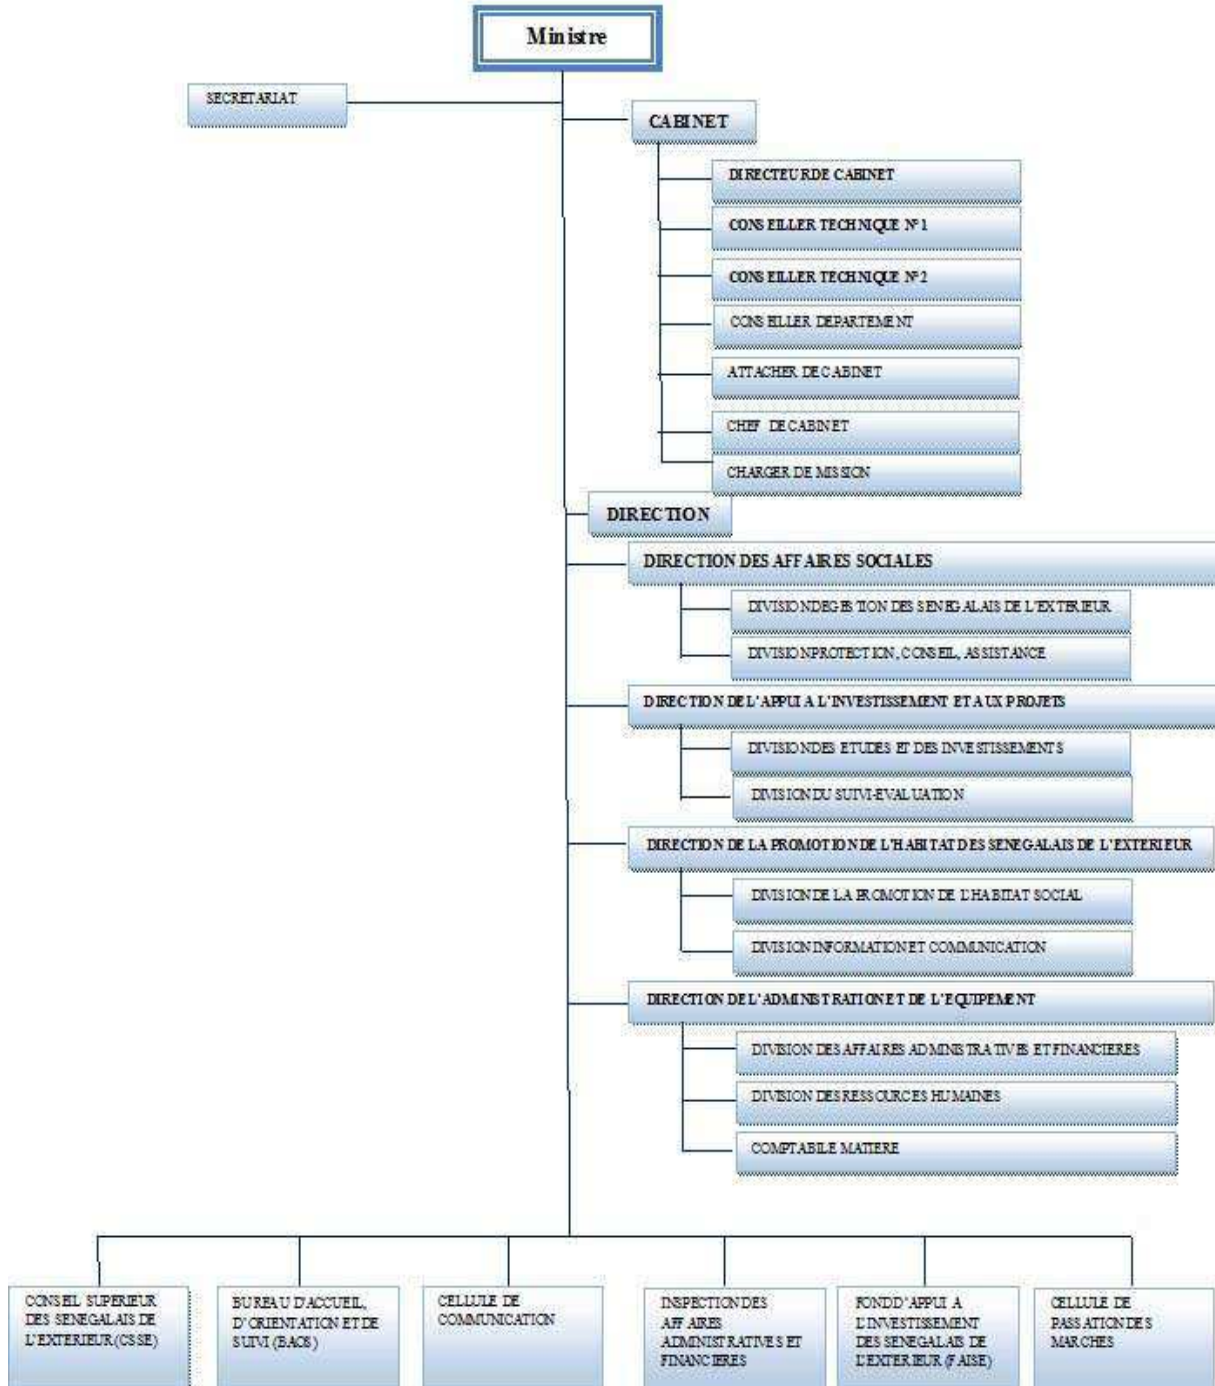 Ministre
SECRETARIAT
CABINET
DIRECTEUR DE CABINET
CONSEILLER TECHNIQUE N°1
CONSEILLER TECHNIQUE N°2
CONSEILLER DEPARTEMENT
ATTACHER DE CABINET
CHEF DE CABINET
CHARGER DE MISSION
DIRECTION
DIRECTION DES AFFAIRES SOCIALES
DIVISION DE GESTION DES SENEGALAIS DE L'EXTERIEUR
DIVISION PROTECTION, CONSEIL, ASSISTANCE
DIRECTION DE L'APPUI A L'INVESTISSEMENT ET AUX PROJETS
DIVISION DES ETUDES ET DES INVESTISSEMENTS
DIVISION DU SUIVI-EVALUATION
DIRECTION DE LA PROMOTION DE L'HABITAT DES SENEGALAIS DE L'EXTERIEUR
DIVISION DE LA PROMOTION DE L'HABITAT SOCIAL
DIVISION INFORMATION ET COMMUNICATION
DIRECTION DE L'ADMINISTRATION ET DE L'EQUIPEMENT
DIVISION DES AFFAIRES ADMINISTRATIVES ET FINANCIERES
DIVISION DES RESSOURCES HUMAINES
COMPTABILE MATIERE
CONSEIL SUPERIEUR
DES SENEGALAIS DE
L'EXTERIEUR (CSSE)
BUREAU D'ACCUEIL,
D'ORIENTATION ET DE
SUIVI (BAOS)
CELLULE DE
COMMUNICATION
INSPECTION DES
AFFAIRES
ADMINISTRATIVES ET
FINANCIERES
FOND D'APPUI A
L'INVESTISSEMENT
DES SENEGALAIS DE
L'EXTERIEUR (FAISE)
CELLULE DE
PASSATION DES
MARCHES